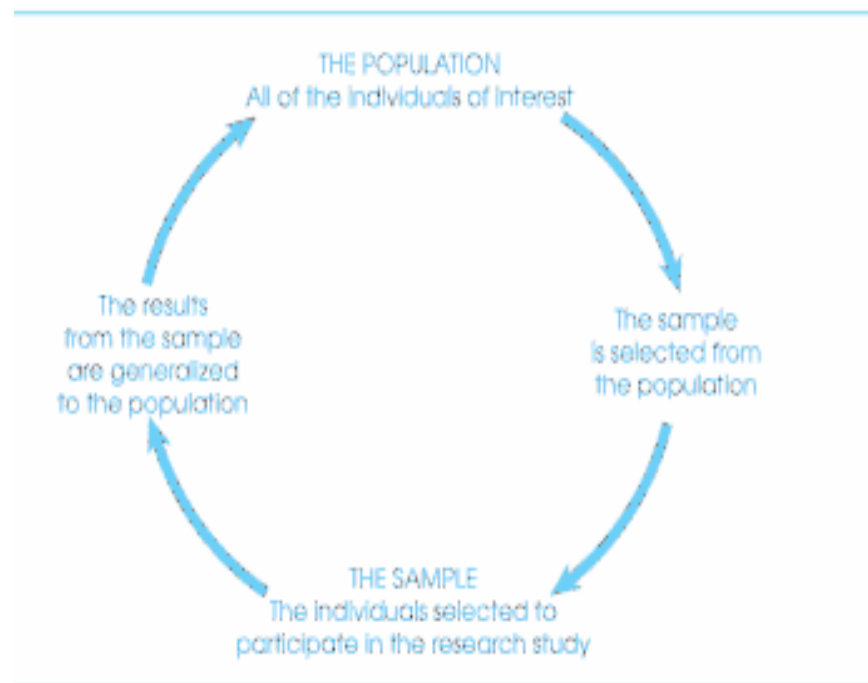 THE POPULATION
All of the individuals of interest
The sample
is selected from
the population
THE SAMPLE
The individuals selected to
participate in the research study
The results
from the sample
are generalized
to the population